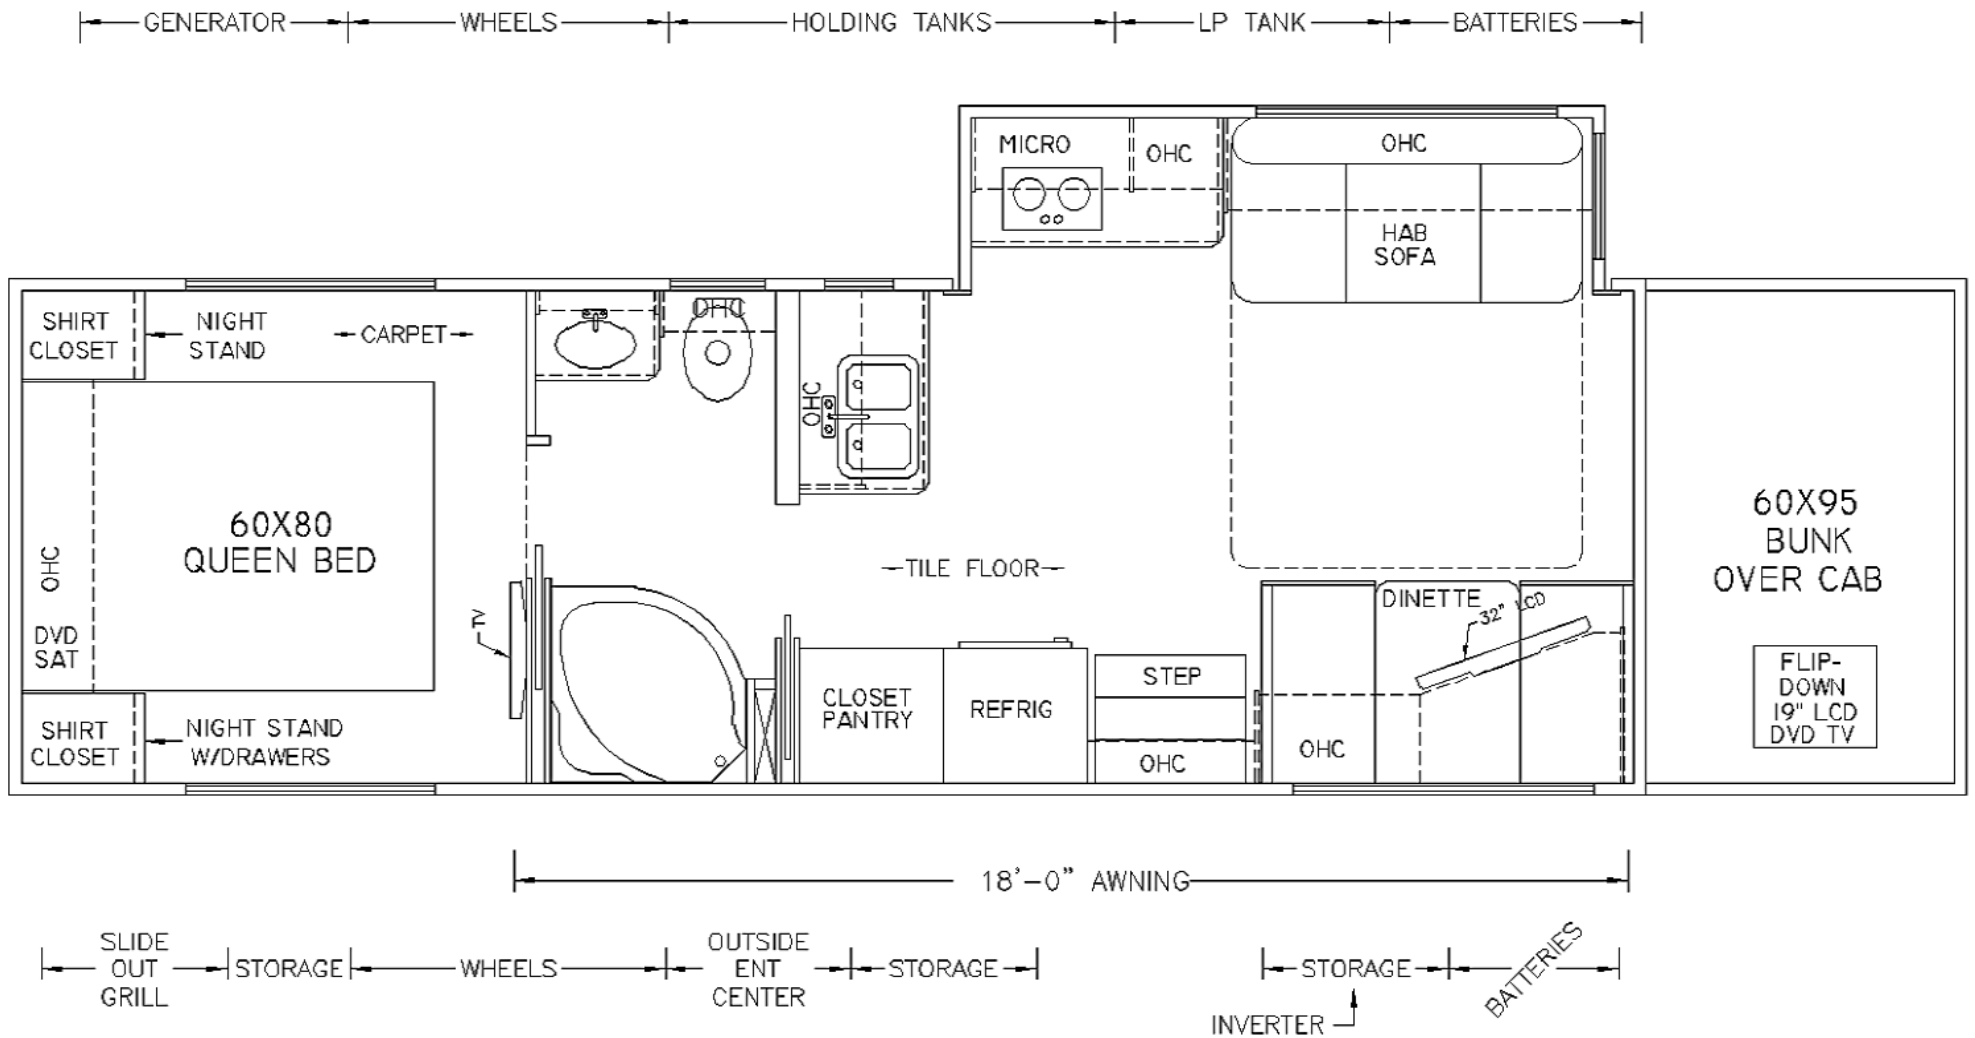 GENERATOR
WHEELS
HOLDING TANKS
LP TANK
BATTERIES
MICRO
OHC
OHC
HAB
SOFA
SHIRT
CLOSET
NIGHT
STAND
CARPET
OHC
OHC
60X80
QUEEN BED
OHC
DVD
SAT
TV
TILE FLOOR
60X95
BUNK
OVER CAB
DINETTE
32" LCD
FLIP-
DOWN
19" LCD
DVD TV
SHIRT
CLOSET
NIGHT STAND
W/DRAWERS
CLOSET
PANTRY
REFRIG
STEP
OHC
OHC
18'-0" AWNING
SLIDE
OUT
GRILL
STORAGE
WHEELS
OUTSIDE
ENT
CENTER
STORAGE
STORAGE
BATTERIES
INVERTER